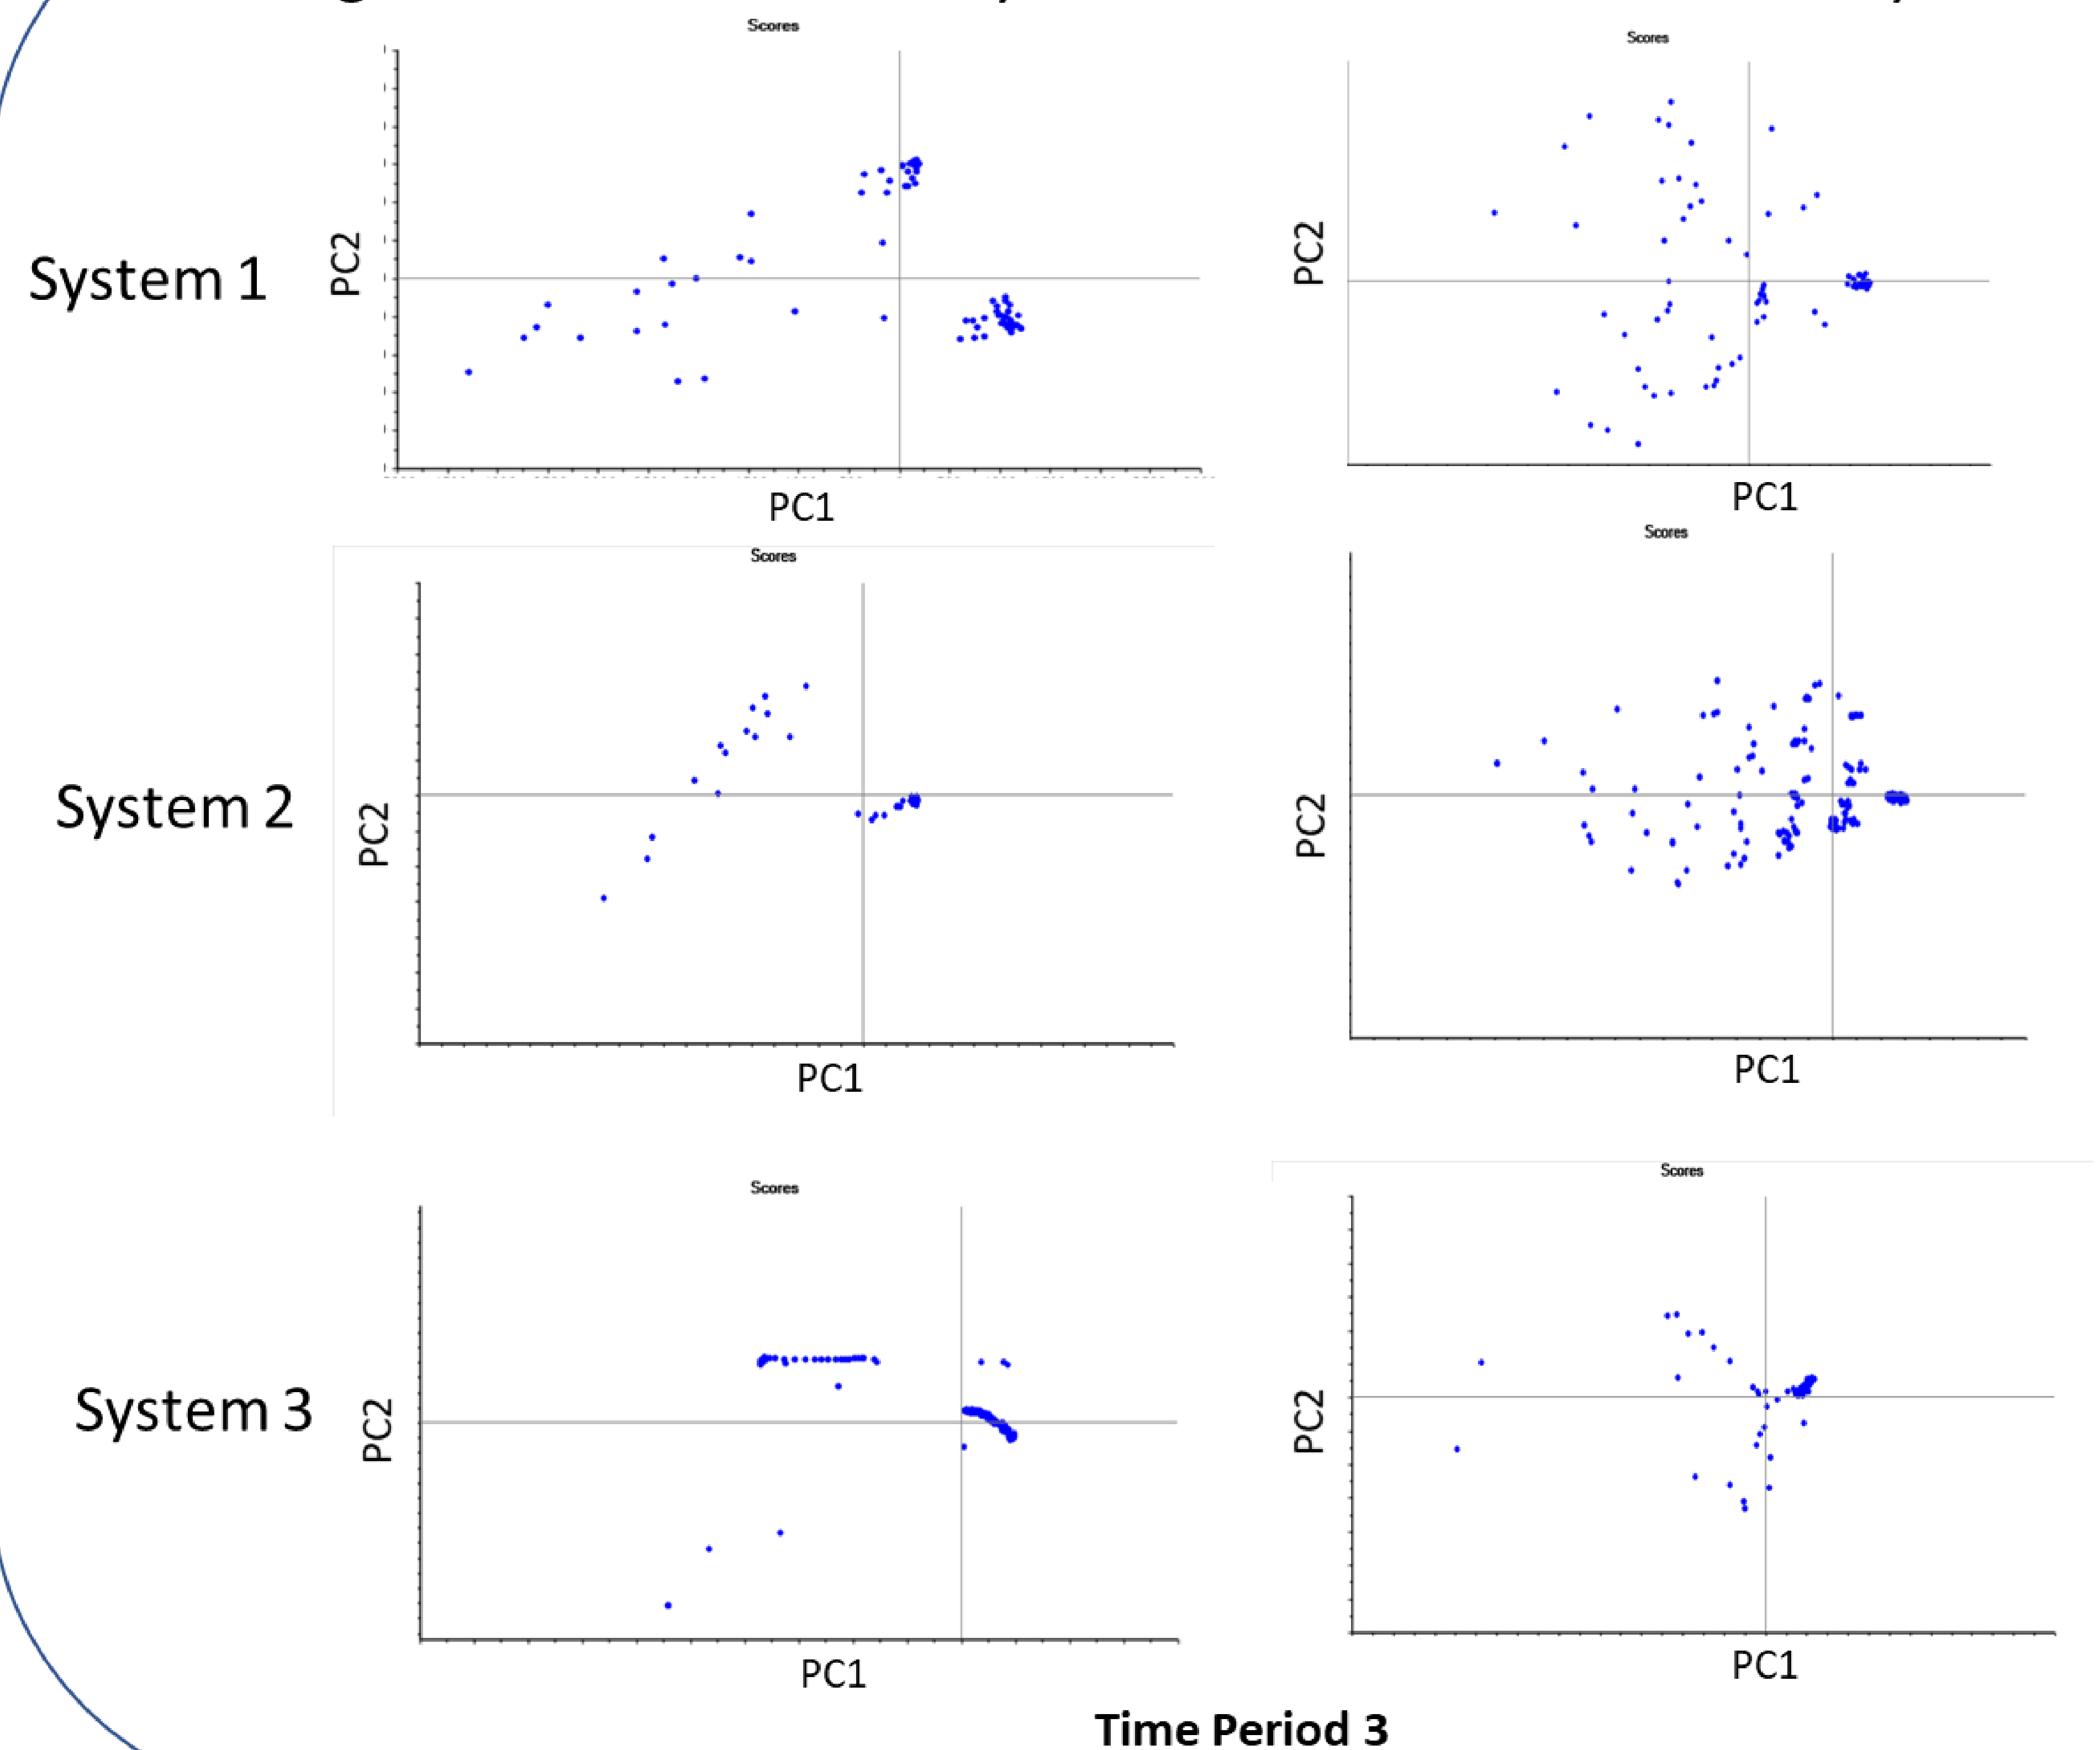 Scores
Scores
System 1
PC2
PC2
PC1
PC1
Scores
Scores
System 2
PC2
PC2
PC1
PC1
Scores
Scores
System 3
PC2
PC2
PC1
PC1
Time Period 3